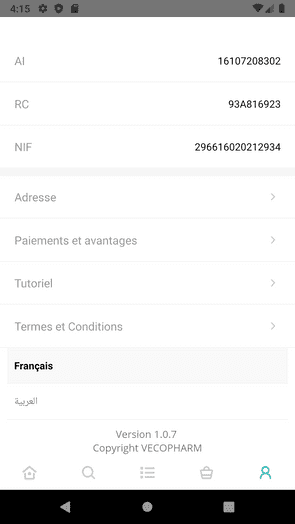 4:15
AI 16107208302
RC 93A816923
NIF 296616020212934
Adresse
Paiements et avantages
Tutoriel
Termes et Conditions
Français
العربية
Version 1.0.7
Copyright VECOPHARM